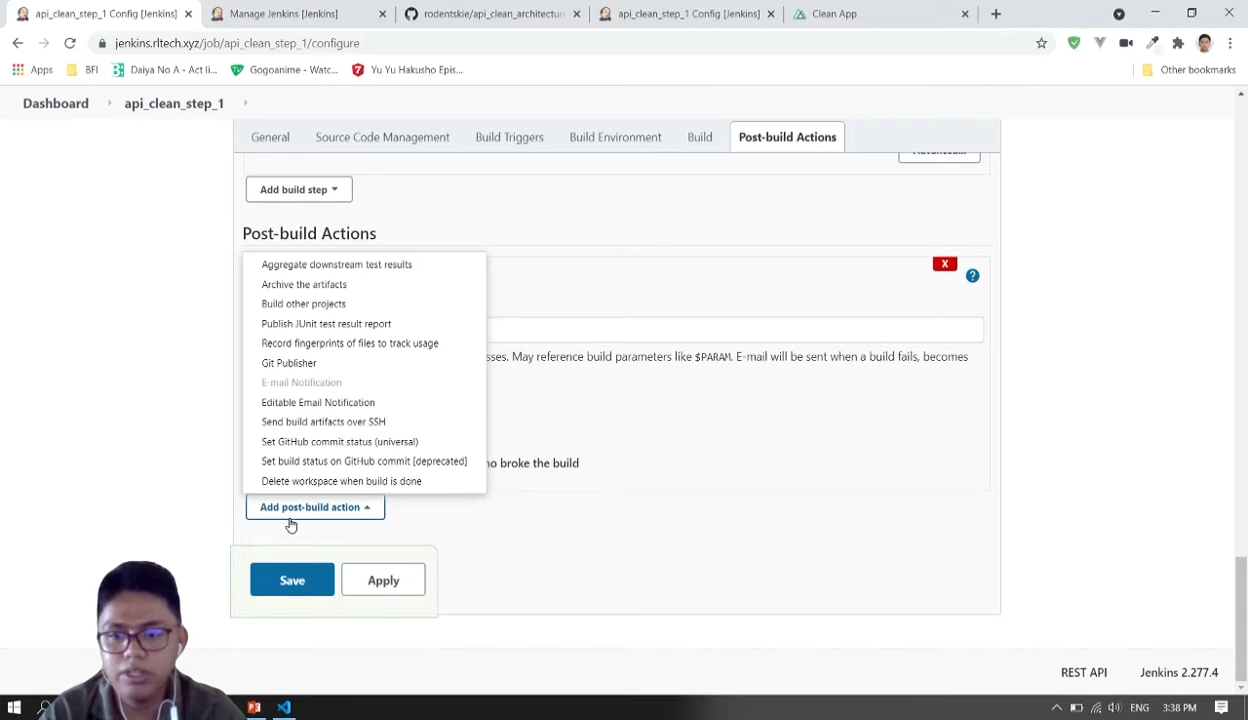 api_clean_step_1 Config [Jenkins]
Manage Jenkins [Jenkins]
rodentskie/api_clean_architecture
api_clean_step_1 Config [Jenkins]
Clean App
jenkins.rltech.xyz/job/api_clean_step_1/configure
Apps
BFI
Daiya No A - Act Ii...
Gogoanime - Watc...
Yu Yu Hakusho Epis...
Other bookmarks
Dashboard
api_clean_step_1
General
Source Code Management
Build Triggers
Build Environment
Build
Post-build Actions
Add build step
Post-build Actions
Aggregate downstream test results
Archive the artifacts
Build other projects
Publish JUnit test result report
Record fingerprints of files to track usage
Git Publisher
E-mail Notification
Editable Email Notification
Send build artifacts over SSH
Set GitHub commit status (universal)
Set build status on GitHub commit [deprecated]
Delete workspace when build is done
X
?
sses. May reference build parameters like $PARAM. E-mail will be sent when a build fails, becomes
o broke the build
Add post-build action
Save
Apply
REST API
Jenkins 2.277.4
ENG
3:38 PM